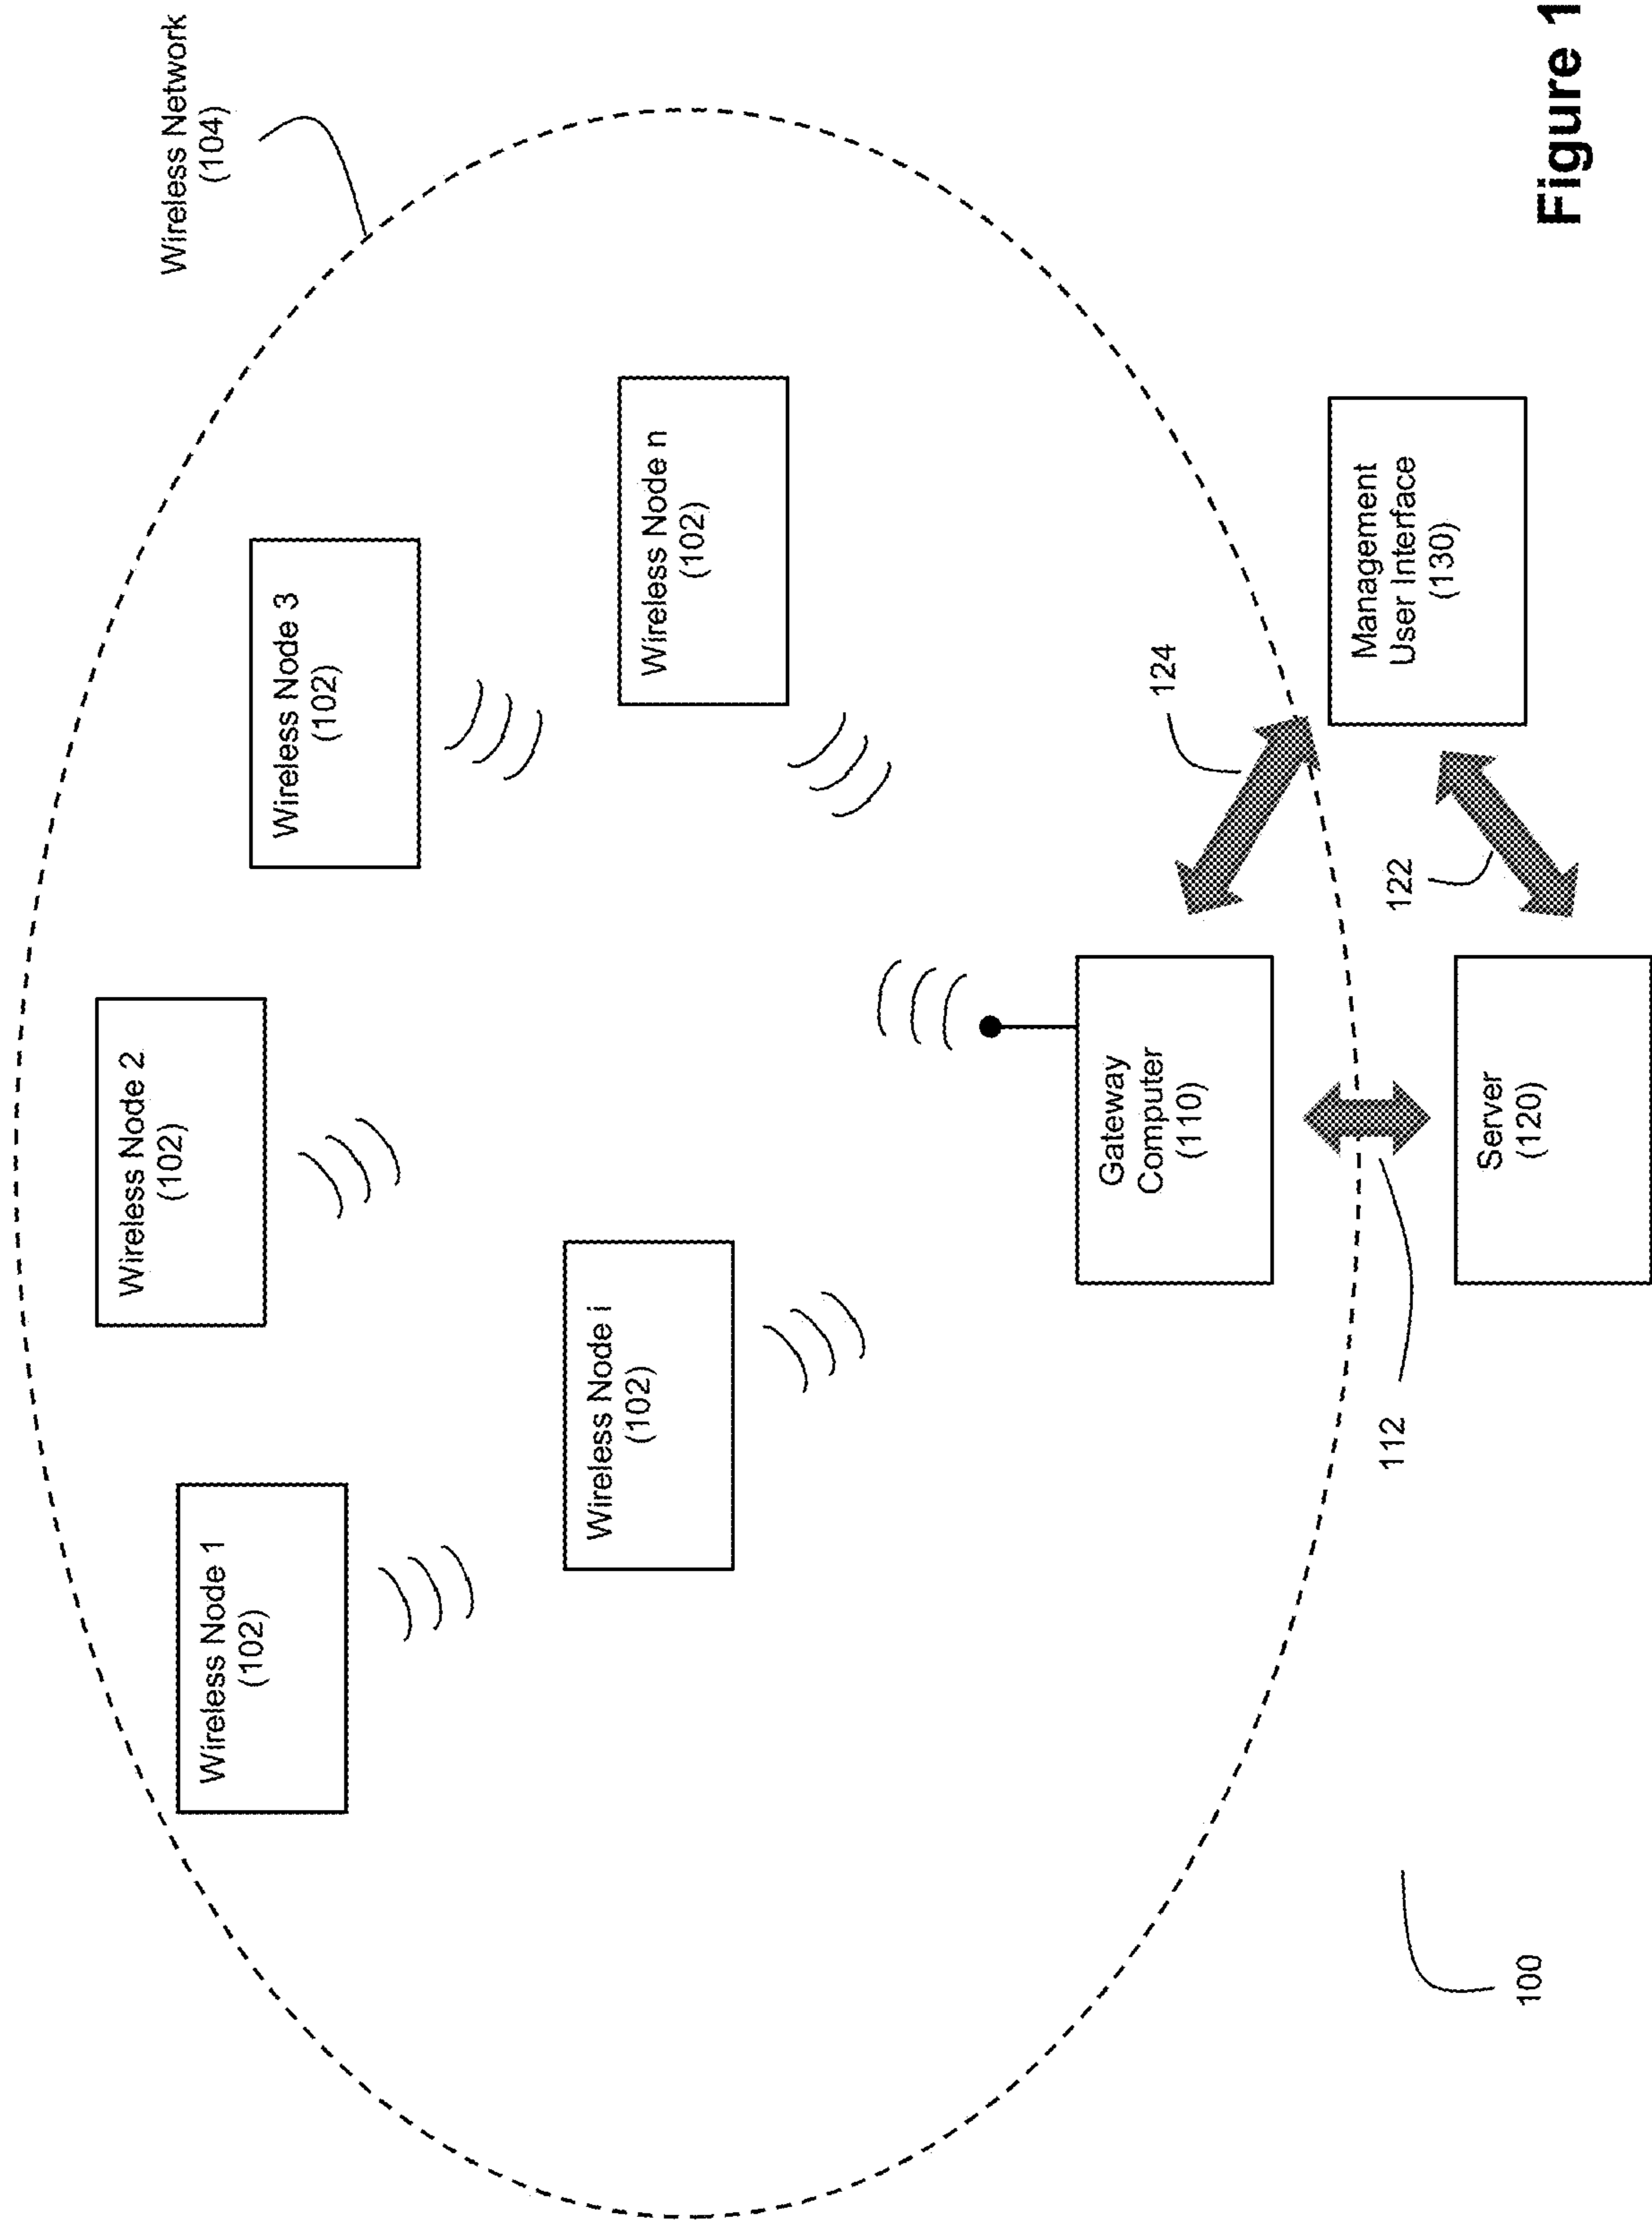 Wireless Network
(104)
Wireless Node 2
(102)
Wireless Node 1
(102)
Wireless Node 3
(102)
Wireless Node i
(102)
Wireless Node n
(102)
124
Gateway
Computer
(110)
Management
User Interface
(130)
112
122
Server
(120)
100
Figure 1